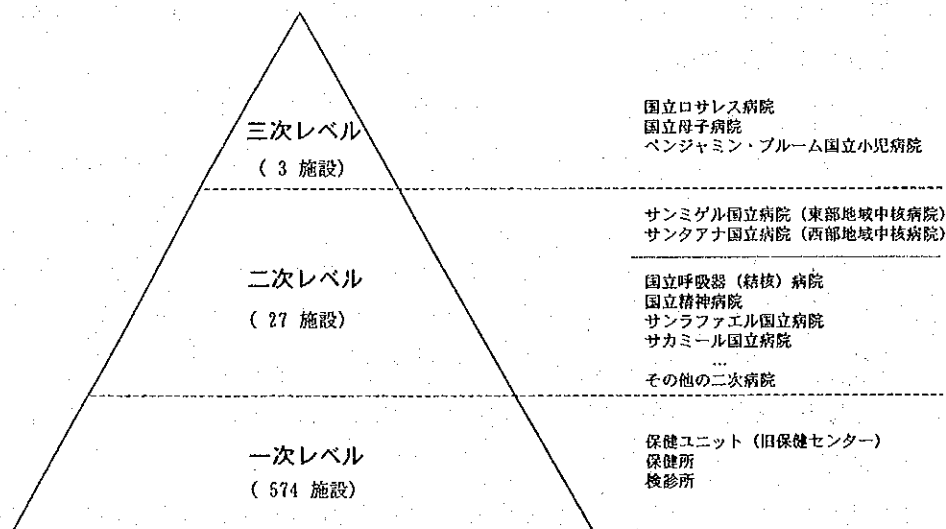 三次レベル
( 3 施設)
国立ロサレス病院
国立母子病院
ベンジャミン・ブルーム国立小児病院
サンミゲル国立病院 (東部地域中核病院)
サンタアナ国立病院 (西部地域中核病院)
二次レベル
( 27 施設)
国立呼吸器 (結核) 病院
国立精神病院
サンラファエル国立病院
サカミール国立病院
...
その他の二次病院
一次レベル
( 574 施設)
保健ユニット (旧保健センター)
保健所
検診所